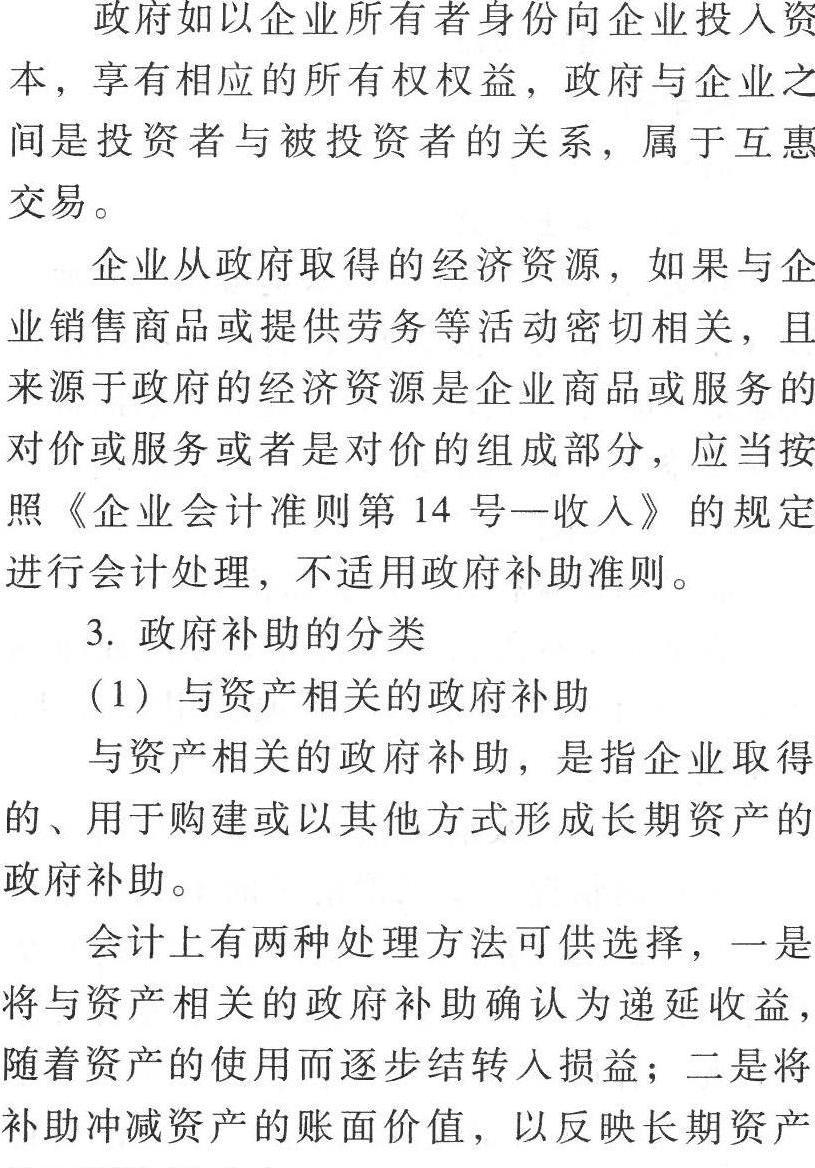 政府如以企业所有者身份向企业投入资
本，享有相应的所有权权益，政府与企业之
间是投资者与被投资者的关系，属于互惠
交易。
企业从政府取得的经济资源，如果与企
业销售商品或提供劳务等活动密切相关，且
来源于政府的经济资源是企业商品或服务的
对价或服务或者是对价的组成部分，应当按
照《企业会计准则第 14 号—收入》的规定
进行会计处理，不适用政府补助准则。
3. 政府补助的分类
（1）与资产相关的政府补助
与资产相关的政府补助，是指企业取得
的、用于购建或以其他方式形成长期资产的
政府补助。
会计上有两种处理方法可供选择，一是
将与资产相关的政府补助确认为递延收益，
随着资产的使用而逐步结转入损益；二是将
补助冲减资产的账面价值，以反映长期资产